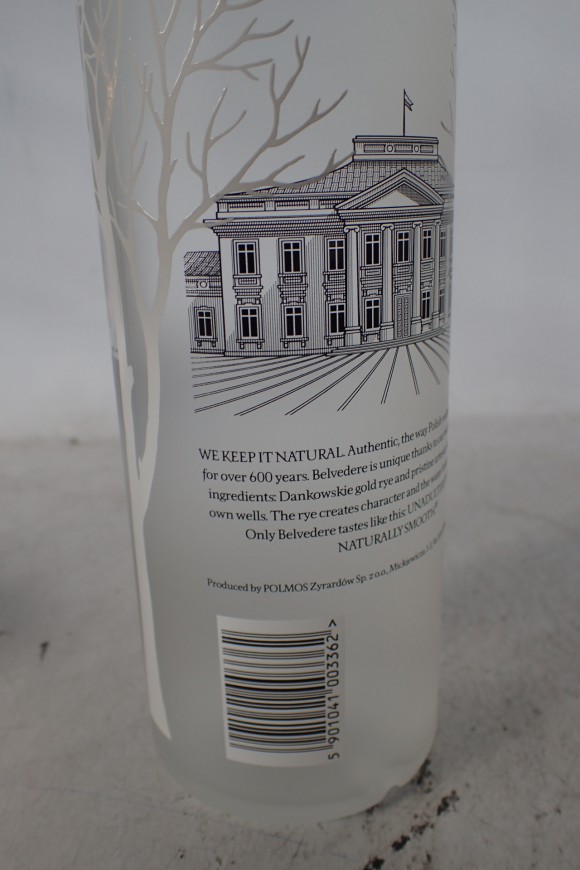 WE KEEP IT NATURAL. Authentic, the way Polish
for over 600 years. Belvedere is unique thanks to
ingredients: Dankowskie gold rye and pristine
own wells. The rye creates character and the
Only Belvedere tastes like this: 
NATURALLY SMOOTH
Produced by POLMOS Zyrardów Sp. z o.o., Mickiewicza
5 901041 003362 >